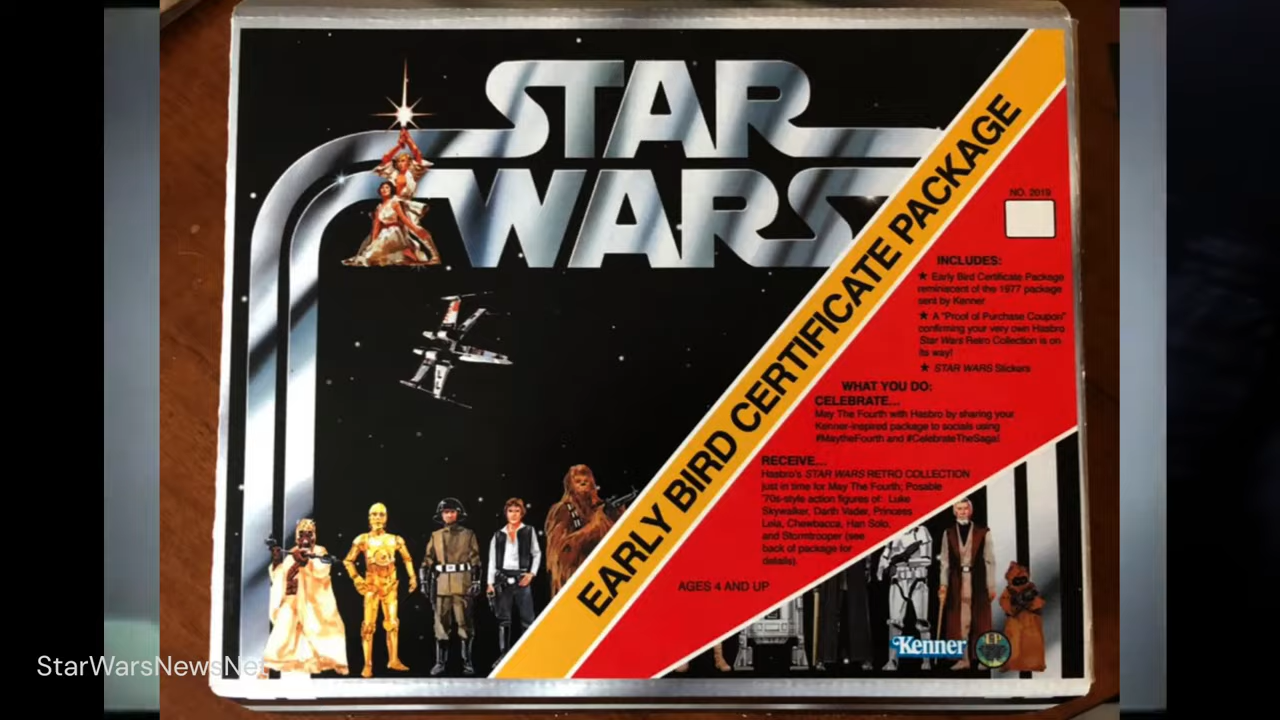 STAR
WARS
EARLY BIRD CERTIFICATE PACKAGE
NO. 2019
INCLUDES:
★ Early Bird Certificate Package
reminiscent of the 1977 package
sent by Kenner
★ A "Proof of Purchase Coupon"
confirming your very own Hasbro
Star Wars Retro Collection is on
its way!
★ STAR WARS Stickers
WHAT YOU DO:
CELEBRATE...
May The Fourth with Hasbro by sharing your
Kenner-inspired package to socials using
#MaytheFourth and #CelebrateTheSaga!
RECEIVE...
Hasbro's STAR WARS RETRO COLLECTION
just in time for May The Fourth; Posable
'70s-style action figures of: Luke
Skywalker, Darth Vader, Princess
Leia, Chewbacca, Han Solo,
and Stormtrooper (see
back of package for
details).
AGES 4 AND UP
Kenner
StarWarsNewsNet